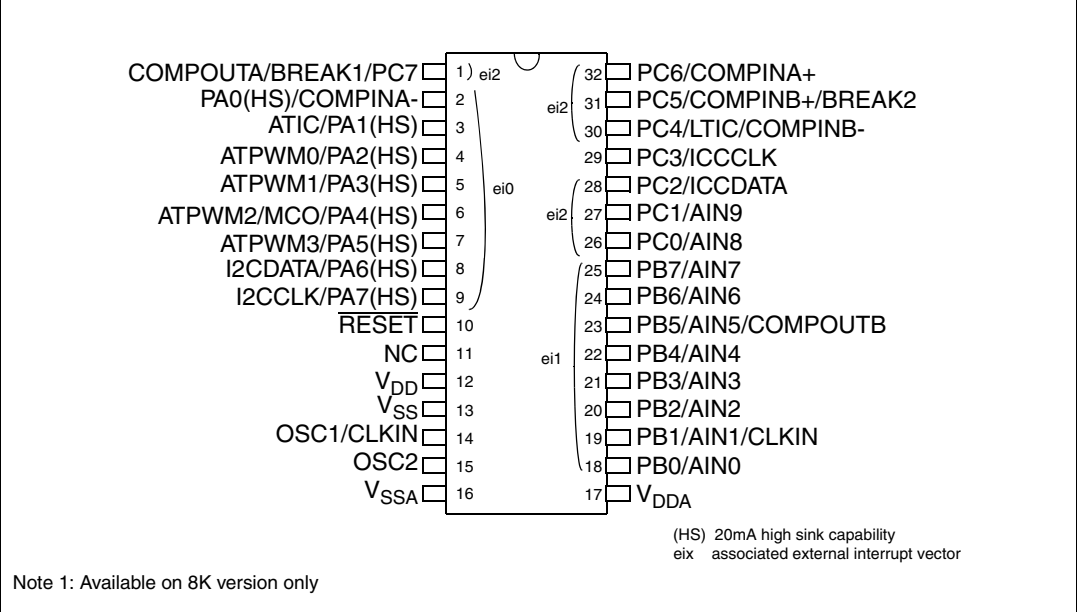 COMPOUTA/BREAK1/PC7 1) ei2 32 PC6/COMPINA+
PA0(HS)/COMPINA- 2 ei2 31 PC5/COMPINB+/BREAK2
ATIC/PA1(HS) 3 30 PC4/LTIC/COMPINB-
ATPWM0/PA2(HS) 4 29 PC3/ICCCLK
ATPWM1/PA3(HS) 5 ei0 28 PC2/ICCDATA
ATPWM2/MCO/PA4(HS) 6 ei2 27 PC1/AIN9
ATPWM3/PA5(HS) 7 26 PC0/AIN8
I2CDATA/PA6(HS) 8 25 PB7/AIN7
I2CCLK/PA7(HS) 9 24 PB6/AIN6
RESET 10 23 PB5/AIN5/COMPOUTB
NC 11 ei1 22 PB4/AIN4
VDD 12 21 PB3/AIN3
VSS 13 20 PB2/AIN2
OSC1/CLKIN 14 19 PB1/AIN1/CLKIN
OSC2 15 18 PB0/AIN0
VSSA 16 17 VDDA
(HS) 20mA high sink capability
eix associated external interrupt vector
Note 1: Available on 8K version only